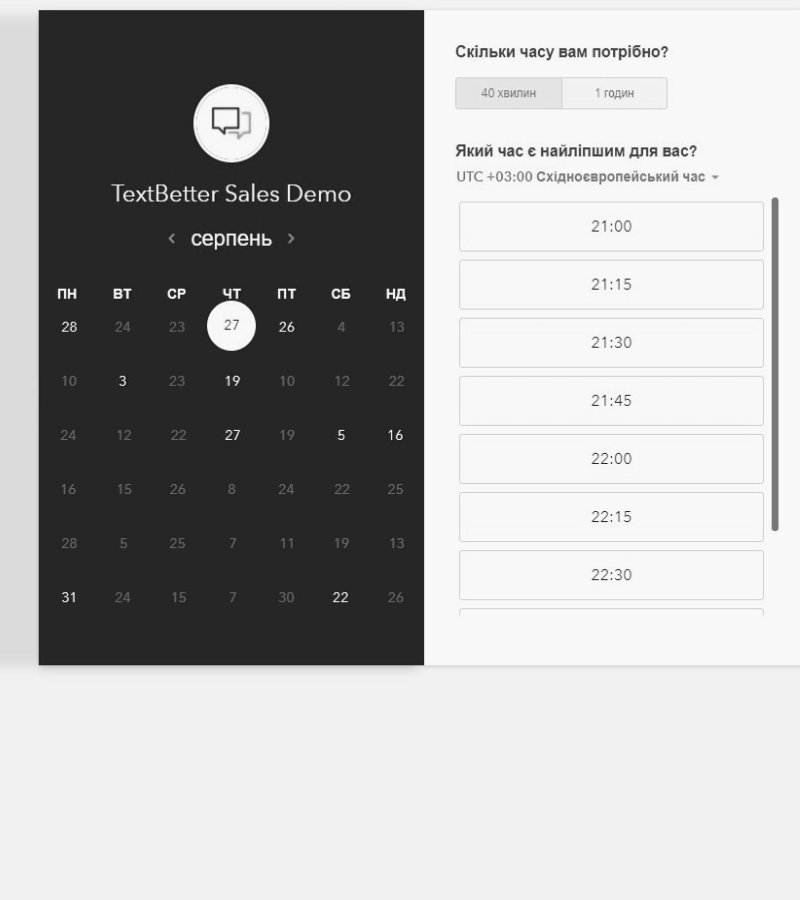 TextBetter Sales Demo
серпень
ПН ВТ СР ЧТ ПТ СБ НД
28 24 23 27 26 4 13
10 3 23 19 10 12 22
24 12 22 27 19 5 16
16 15 26 8 24 22 25
28 5 25 7 11 19 13
31 24 15 7 30 22 26
Скільки часу вам потрібно?
40 хвилин 1 годин
Який час є найліпшим для вас?
UTC +03:00 Східноєвропейський час
21:00
21:15
21:30
21:45
22:00
22:15
22:30